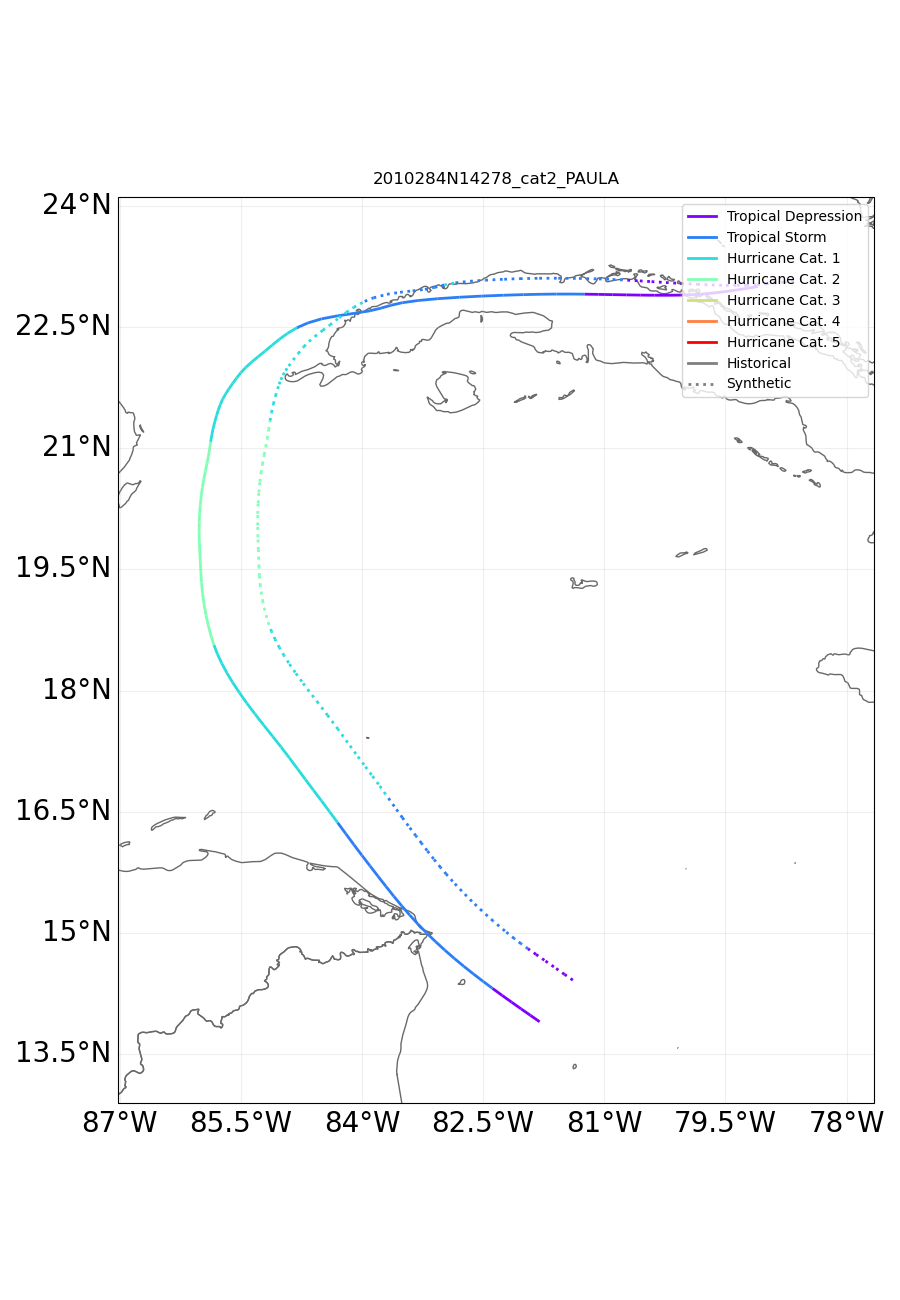 2010284N14278_cat2_PAULA
24°N
22.5°N
21°N
19.5°N
18°N
16.5°N
15°N
13.5°N
87°W
85.5°W
84°W
82.5°W
81°W
79.5°W
78°W
Tropical Depression
Tropical Storm
Hurricane Cat. 1
Hurricane Cat. 2
Hurricane Cat. 3
Hurricane Cat. 4
Hurricane Cat. 5
Historical
Synthetic